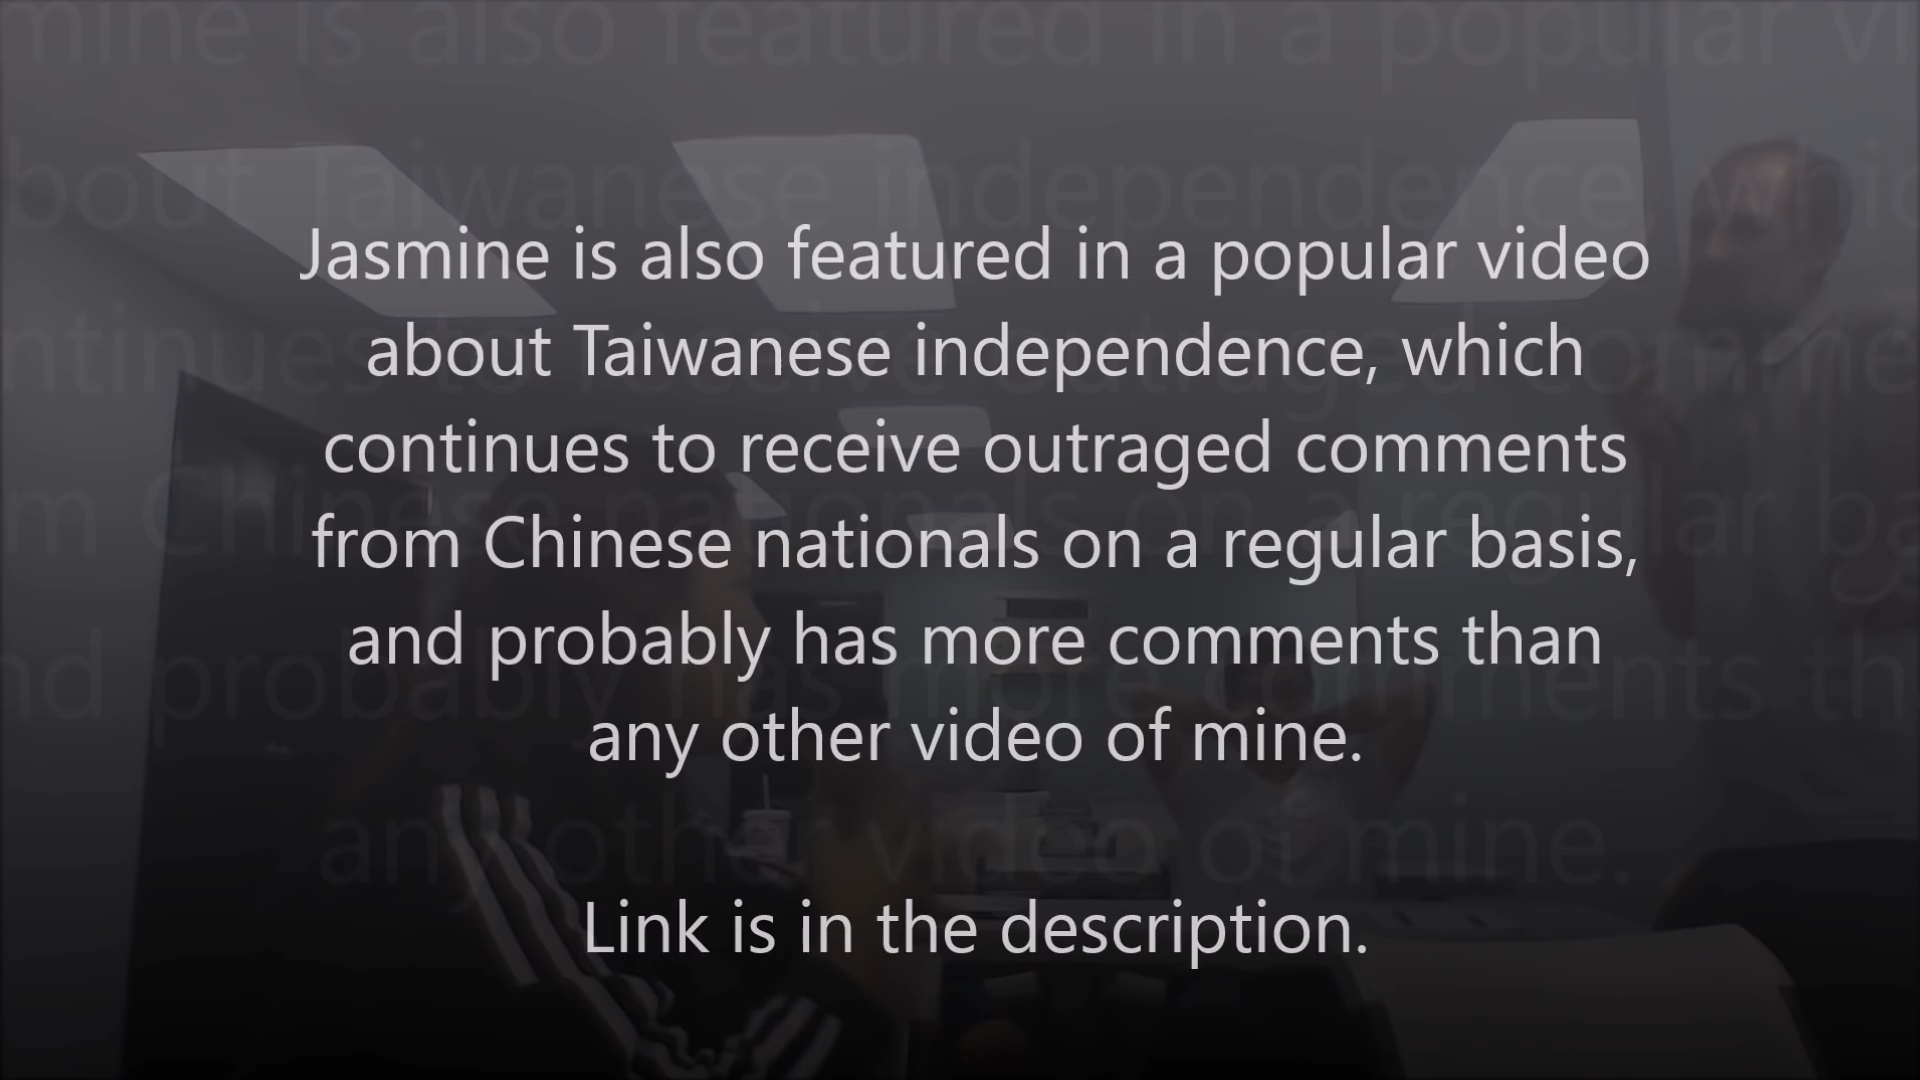 Jasmine is also featured in a popular video
about Taiwanese independence, which
continues to receive outraged comments
from Chinese nationals on a regular basis,
and probably has more comments than
any other video of mine.
Link is in the description.